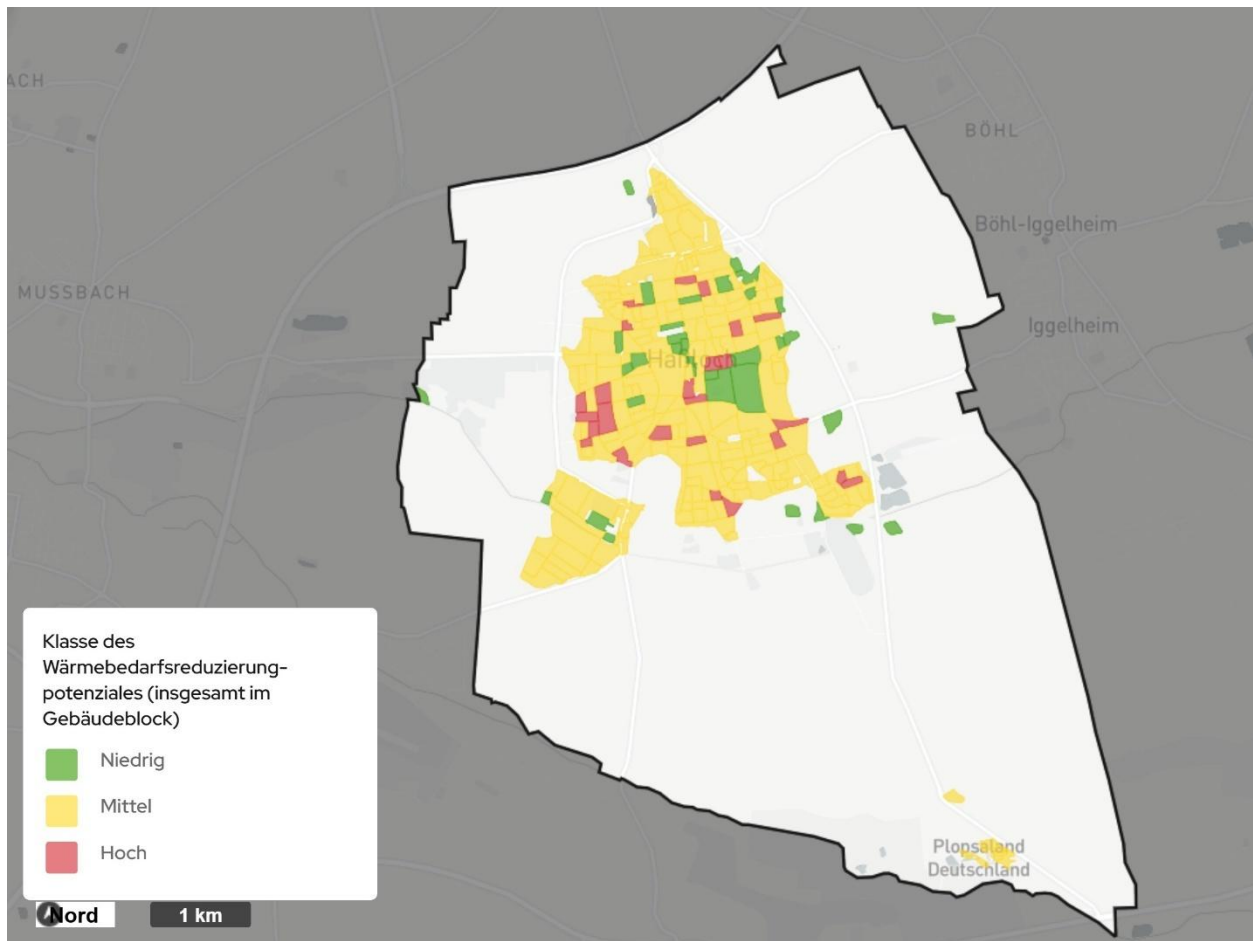 ACH
BÖHL
Böhl-Iggelheim
MUSSBACH
Iggelheim
Haßloch
Klasse des
Wärmebedarfsreduzierung-
potenziales (insgesamt im
Gebäudeblock)
Niedrig
Mittel
Hoch
Plopsaland
Deutschland
Nord
1 km